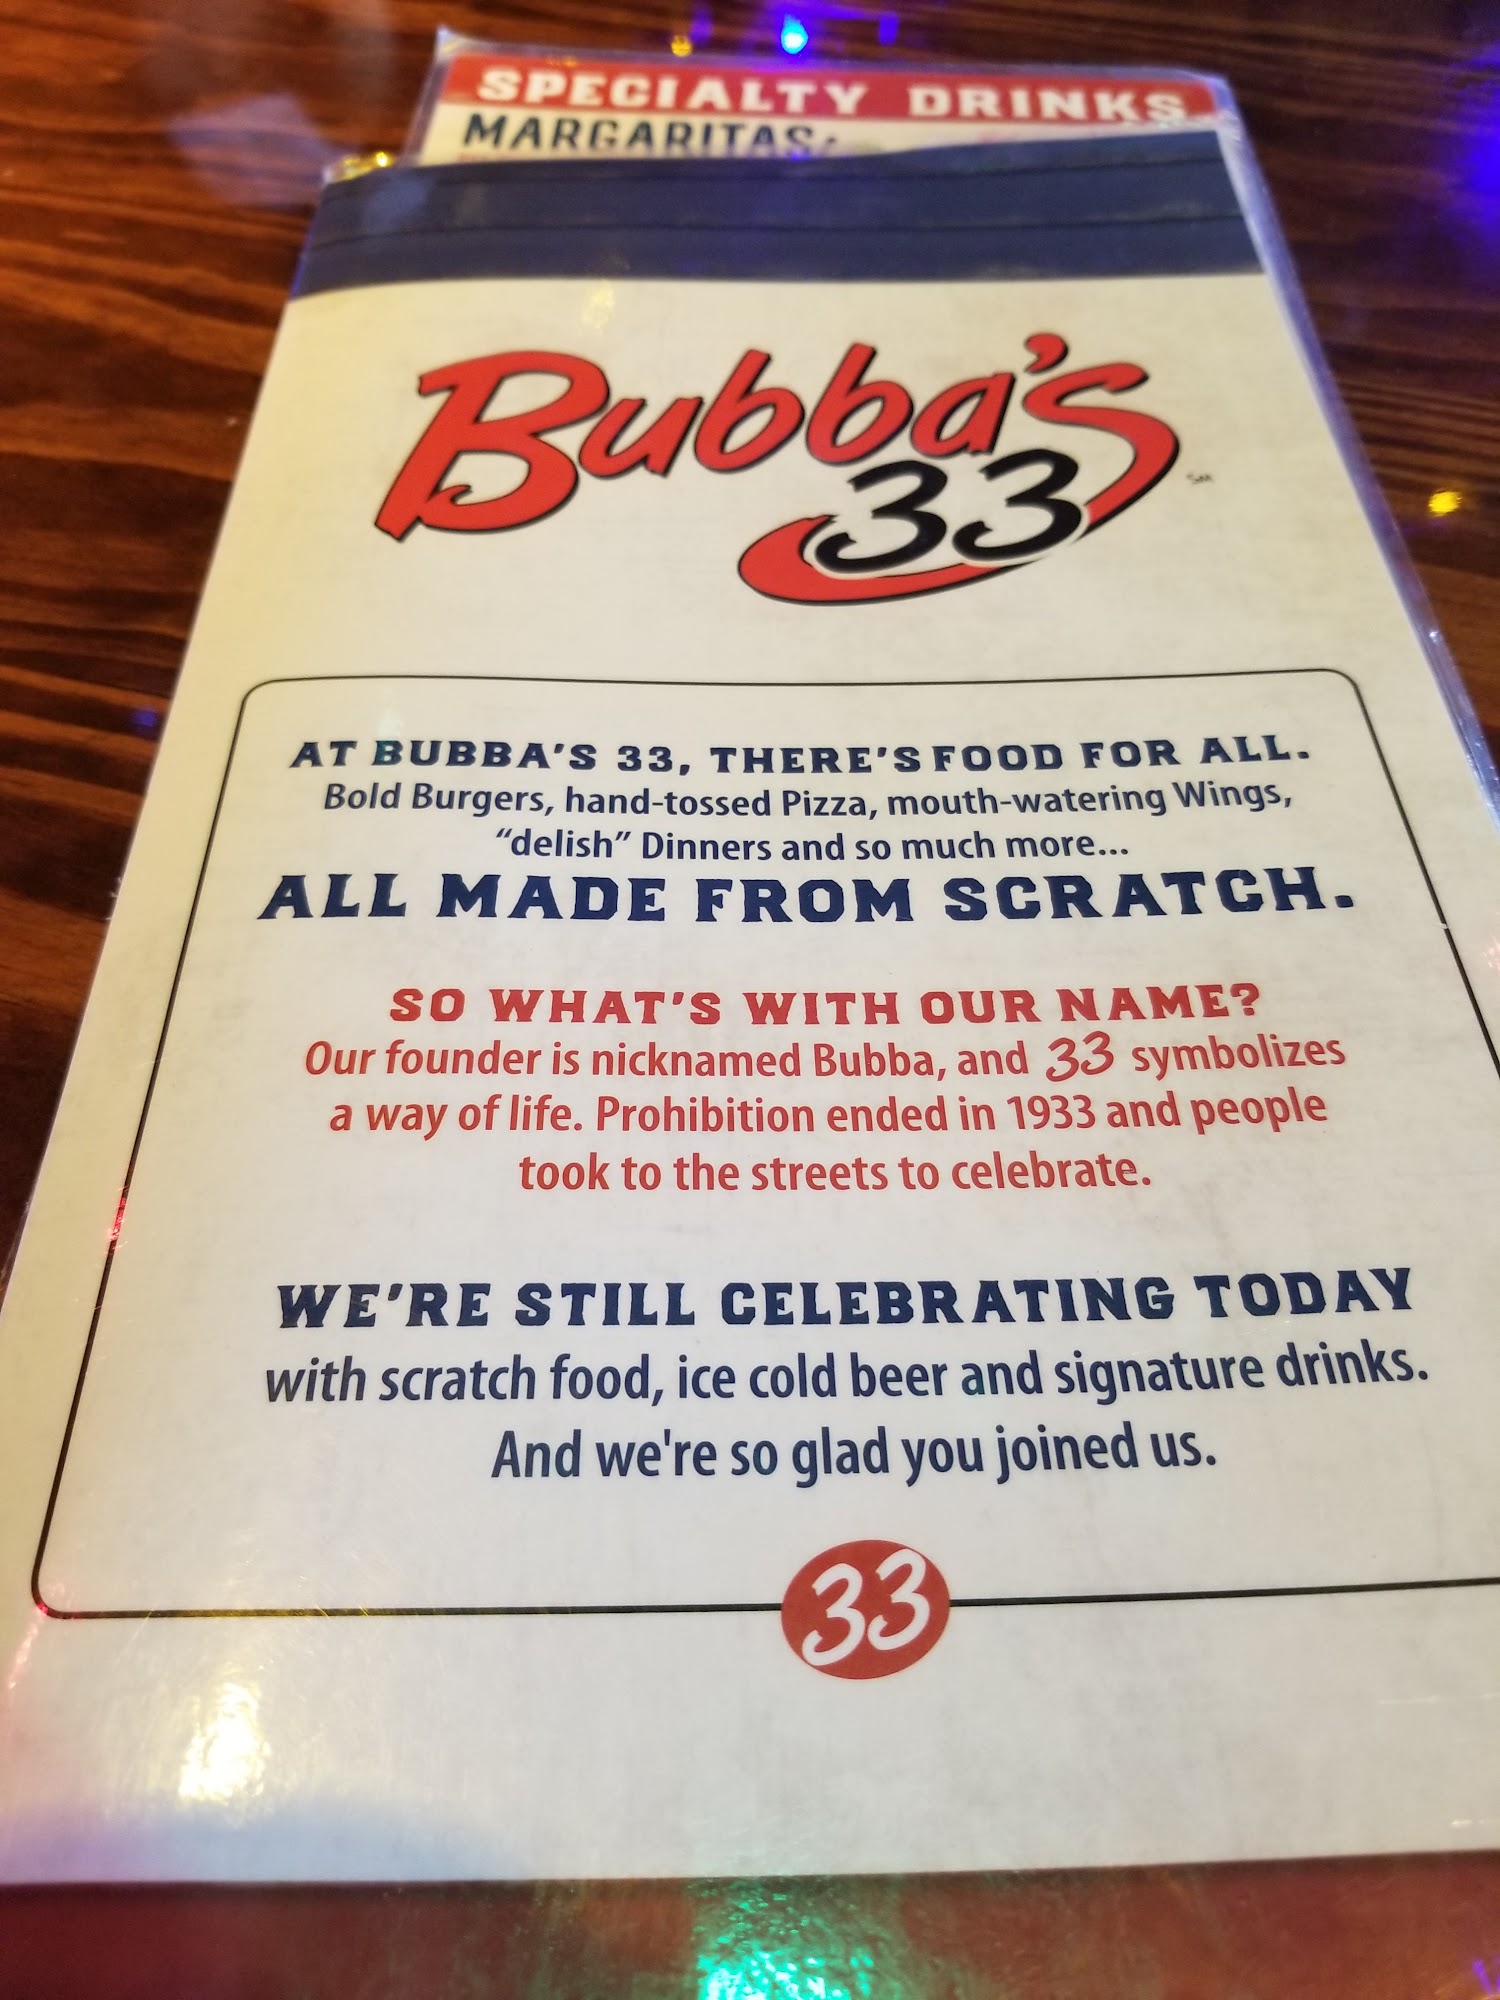 SPECIALTY DRINKS
MARGARITAS:
Bubba's
33
SM
AT BUBBA'S 33, THERE'S FOOD FOR ALL.
Bold Burgers, hand-tossed Pizza, mouth-watering Wings,
“delish” Dinners and so much more...
ALL MADE FROM SCRATCH.
SO WHAT'S WITH OUR NAME?
Our founder is nicknamed Bubba, and 33 symbolizes
a way of life. Prohibition ended in 1933 and people
took to the streets to celebrate.
WE'RE STILL CELEBRATING TODAY
with scratch food, ice cold beer and signature drinks.
And we're so glad you joined us.
33